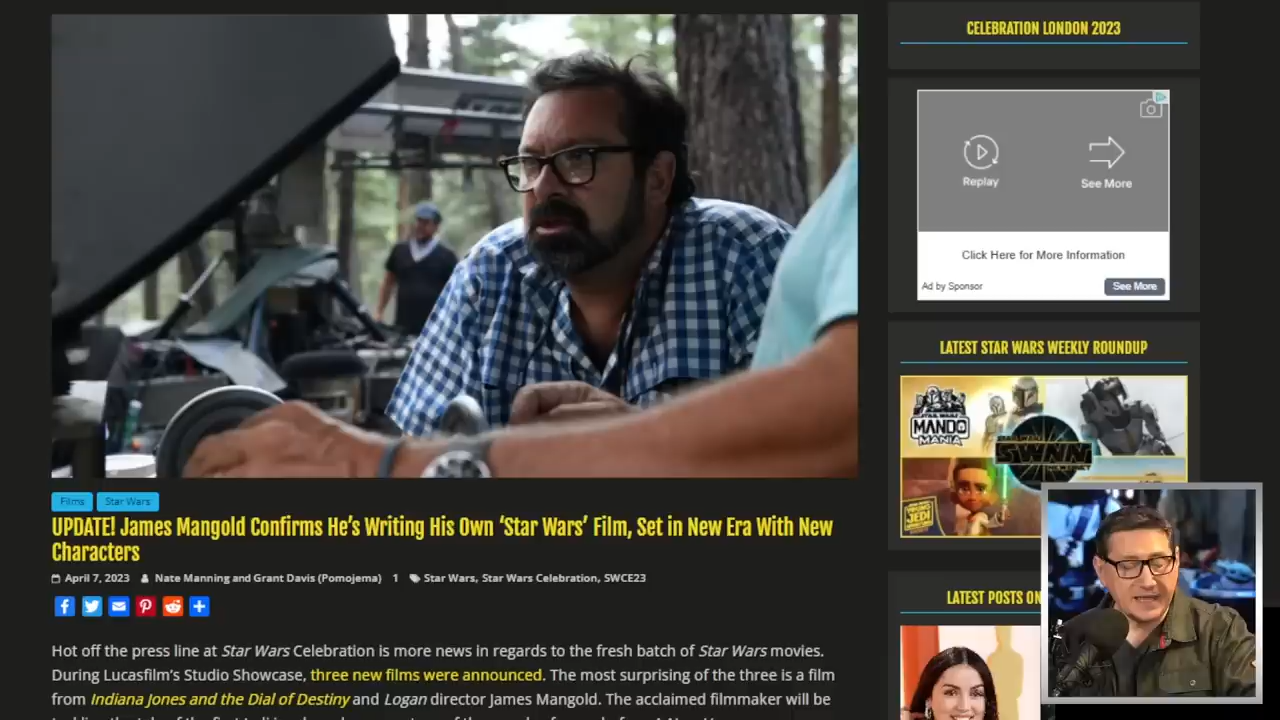 CELEBRATION LONDON 2023
Replay
See More
Click Here for More Information
Ad by Sponsor
See More
LATEST STAR WARS WEEKLY ROUNDUP
MANDO
MANIA
SWNN
YOUNG
JEDI
LATEST POSTS ON
Films
Star Wars
UPDATE! James Mangold Confirms He's Writing His Own ‘Star Wars’ Film, Set in New Era With New
Characters
April 7, 2023 Nate Manning and Grant Davis (Pomojema) 1 Star Wars, Star Wars Celebration, SWCE23
Hot off the press line at Star Wars Celebration is more news in regards to the fresh batch of Star Wars movies.
During Lucasfilm's Studio Showcase, three new films were announced. The most surprising of the three is a film
from Indiana Jones and the Dial of Destiny and Logan director James Mangold. The acclaimed filmmaker will be